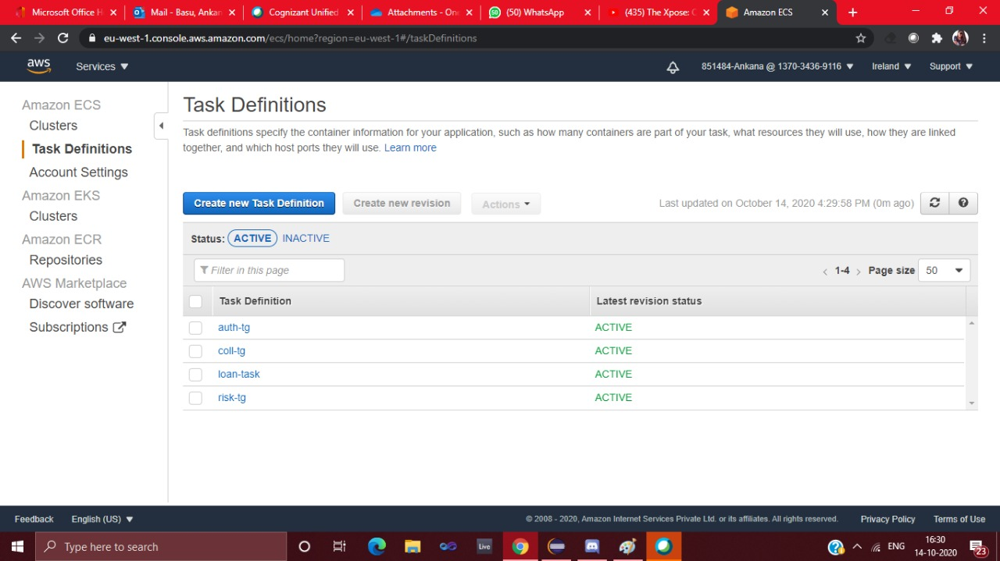 Microsoft Office H
Mail - Basu, Ankan
Cognizant Unified
Attachments - One
(50) WhatsApp
(435) The Xpose: C
Amazon ECS
eu-west-1.console.aws.amazon.com/ecs/home?region=eu-west-1#/taskDefinitions
aws
Services
851484-Ankana @ 1370-3436-9116
Ireland
Support
Amazon ECS
Clusters
Task Definitions
Account Settings
Amazon EKS
Clusters
Amazon ECR
Repositories
AWS Marketplace
Discover software
Subscriptions
Task Definitions
Task definitions specify the container information for your application, such as how many containers are part of your task, what resources they will use, how they are linked
together, and which host ports they will use. Learn more
Create new Task Definition
Create new revision
Actions
Last updated on October 14, 2020 4:29:58 PM (0m ago)
Status: ACTIVE INACTIVE
Filter in this page
1-4
Page size 50
Task Definition
Latest revision status
auth-tg ACTIVE
coll-tg ACTIVE
loan-task ACTIVE
risk-tg ACTIVE
Feedback
English (US)
© 2008 - 2020, Amazon Internet Services Private Ltd. or its affiliates. All rights reserved.
Privacy Policy
Terms of Use
Type here to search
Live
ENG
16:30
14-10-2020
23